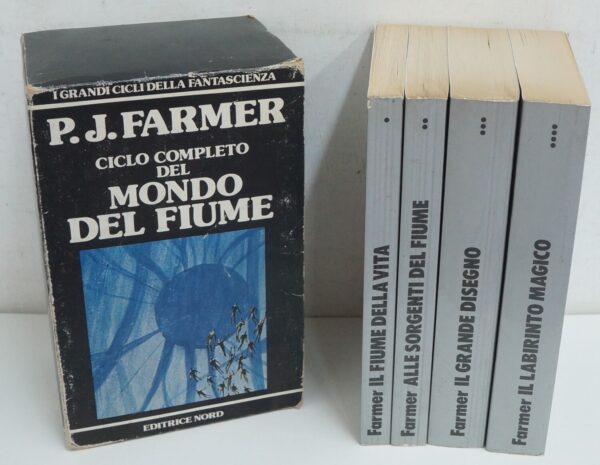 I GRANDI CICLI DELLA FANTASCIENZA
P.J. FARMER
CICLO COMPLETO
DEL
MONDO
DEL FIUME
EDITRICE NORD
Farmer IL FIUME DELLA VITA
Farmer ALLE SORGENTI DEL FIUME
Farmer IL GRANDE DISEGNO
Farmer IL LABIRINTO MAGICO